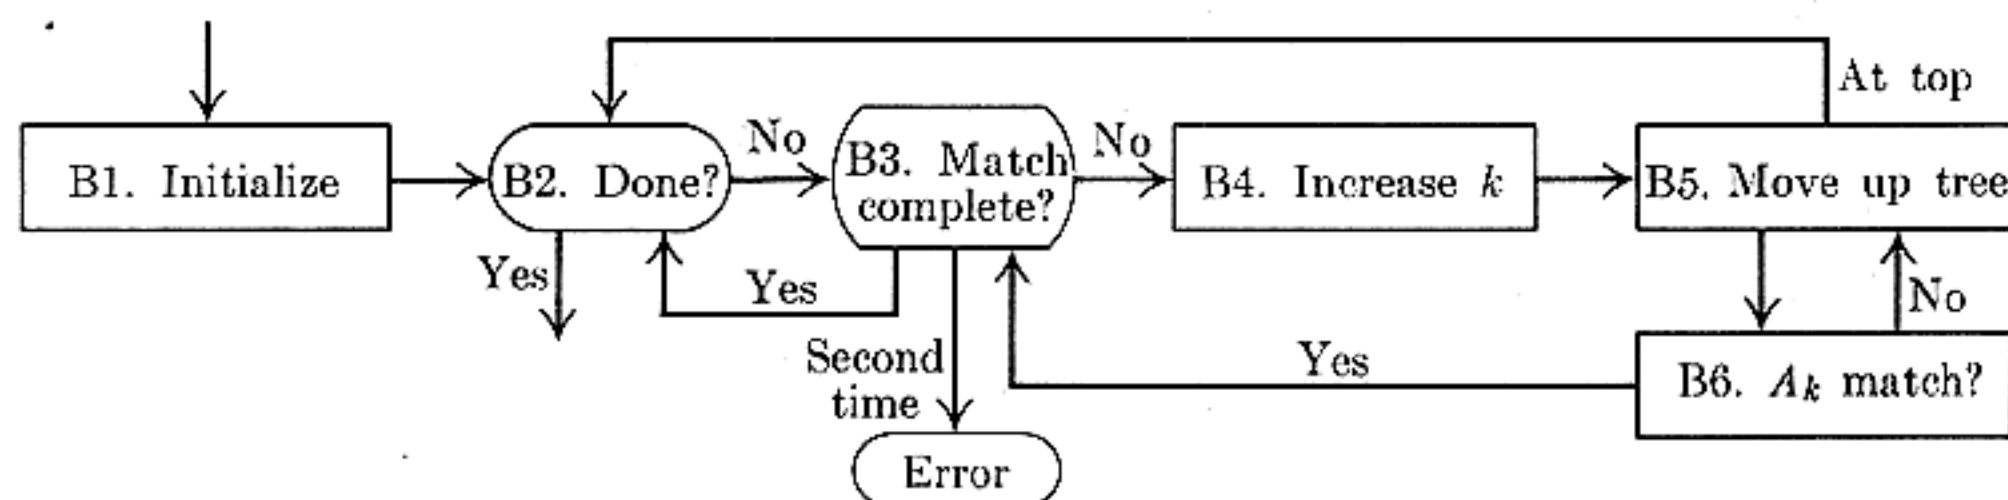 At top
No
No
B1. Initialize
B2. Done?
B3. Match
complete?
B4. Increase k
B5. Move up tree
Yes
Yes
No
Second
time
Yes
B6. Ak match?
Error